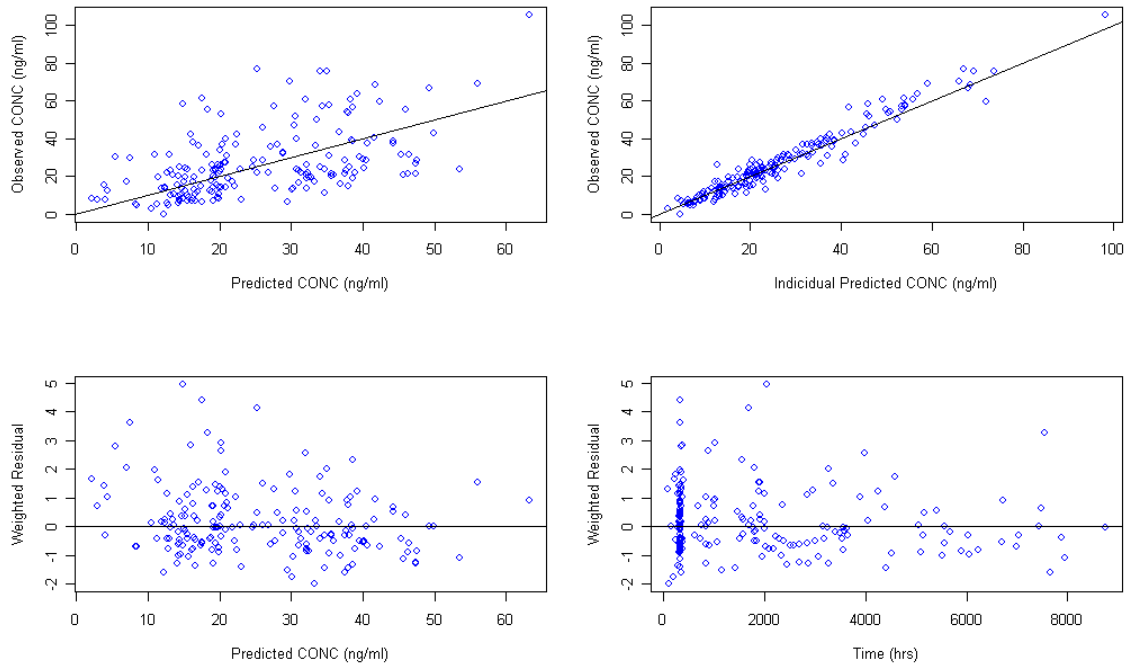 Observed CONC (ng/ml)
100
80
60
40
20
0
0 10 20 30 40 50 60
Predicted CONC (ng/ml)
Observed CONC (ng/ml)
100
80
60
40
20
0
0 20 40 60 80 100
Indicidual Predicted CONC (ng/ml)
Weighted Residual
5
4
3
2
1
0
-1
-2
0 10 20 30 40 50 60
Predicted CONC (ng/ml)
Weighted Residual
5
4
3
2
1
0
-1
-2
0 2000 4000 6000 8000
Time (hrs)